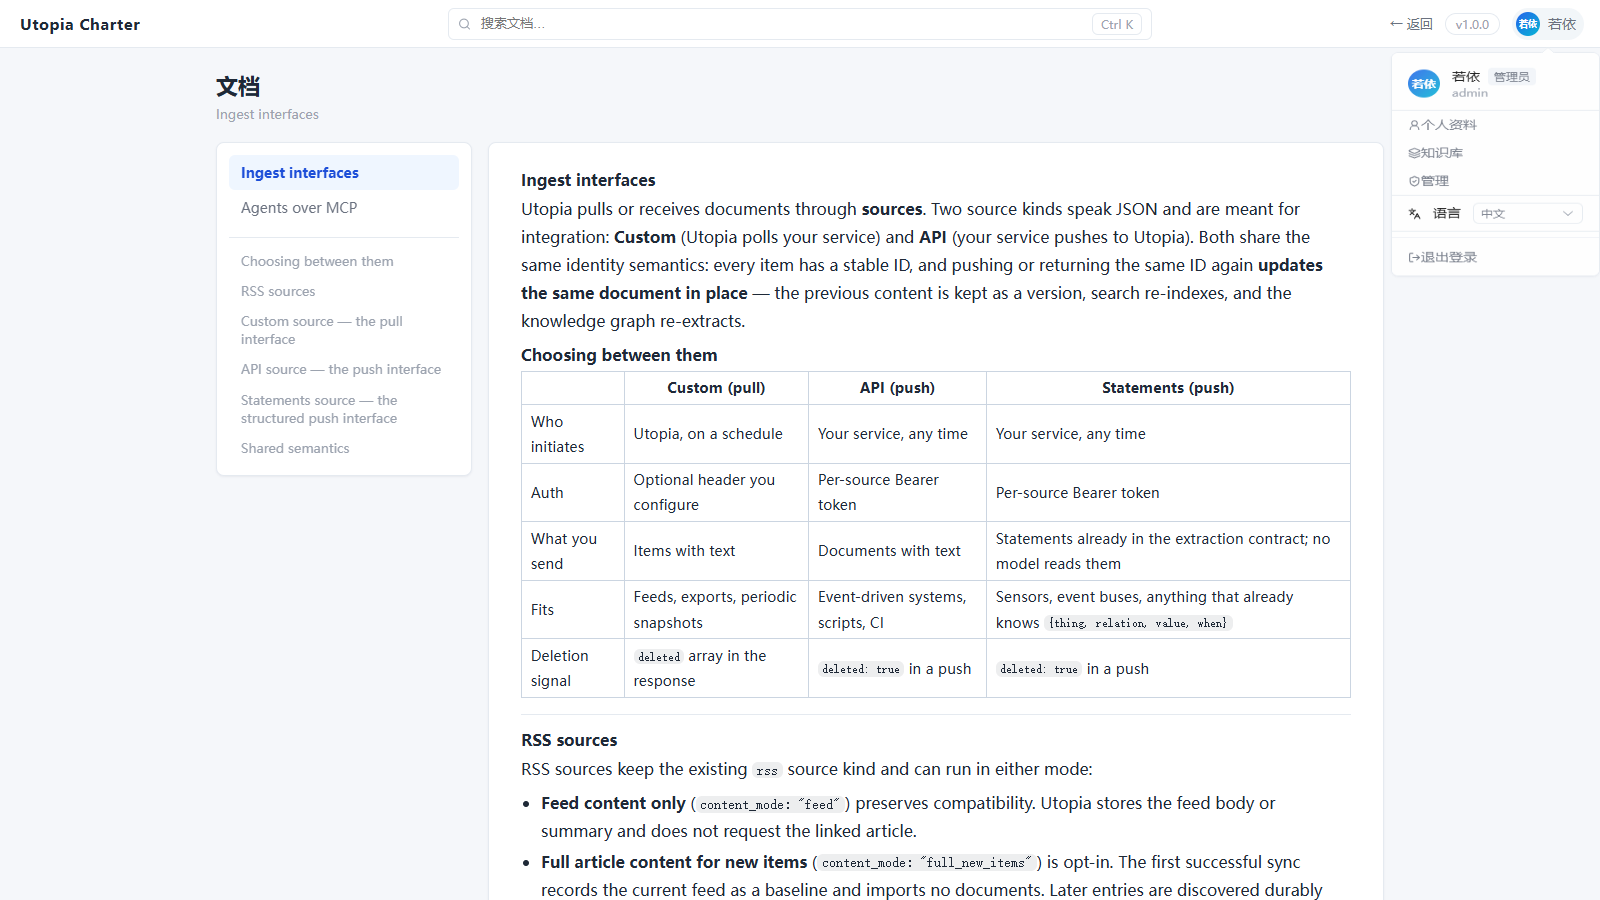 Utopia Charter
搜索文档...
Ctrl K
← 返回
v1.0.0
若依
若依
若依
若依
管理员
admin
个人资料
知识库
管理
语言
中文
退出登录
文档
Ingest interfaces
Ingest interfaces
Agents over MCP
Choosing between them
RSS sources
Custom source — the pull
interface
API source — the push interface
Statements source — the
structured push interface
Shared semantics
Ingest interfaces
Utopia pulls or receives documents through sources. Two source kinds speak JSON and are meant for
integration: Custom (Utopia polls your service) and API (your service pushes to Utopia). Both share the
same identity semantics: every item has a stable ID, and pushing or returning the same ID again updates
the same document in place — the previous content is kept as a version, search re-indexes, and the
knowledge graph re-extracts.
Choosing between them
Custom (pull)
API (push)
Statements (push)
Who
initiates
Utopia, on a schedule
Your service, any time
Your service, any time
Auth
Optional header you
configure
Per-source Bearer
token
Per-source Bearer token
What you
send
Items with text
Documents with text
Statements already in the extraction contract; no
model reads them
Fits
Feeds, exports, periodic
snapshots
Event-driven systems,
scripts, CI
Sensors, event buses, anything that already
knows {thing, relation, value, when}
Deletion
signal
deleted array in the
response
deleted: true in a push
deleted: true in a push
RSS sources
RSS sources keep the existing rss source kind and can run in either mode:
• Feed content only (content_mode: "feed") preserves compatibility. Utopia stores the feed body or
summary and does not request the linked article.
• Full article content for new items (content_mode: "full_new_items") is opt-in. The first successful sync
records the current feed as a baseline and imports no documents. Later entries are discovered durably